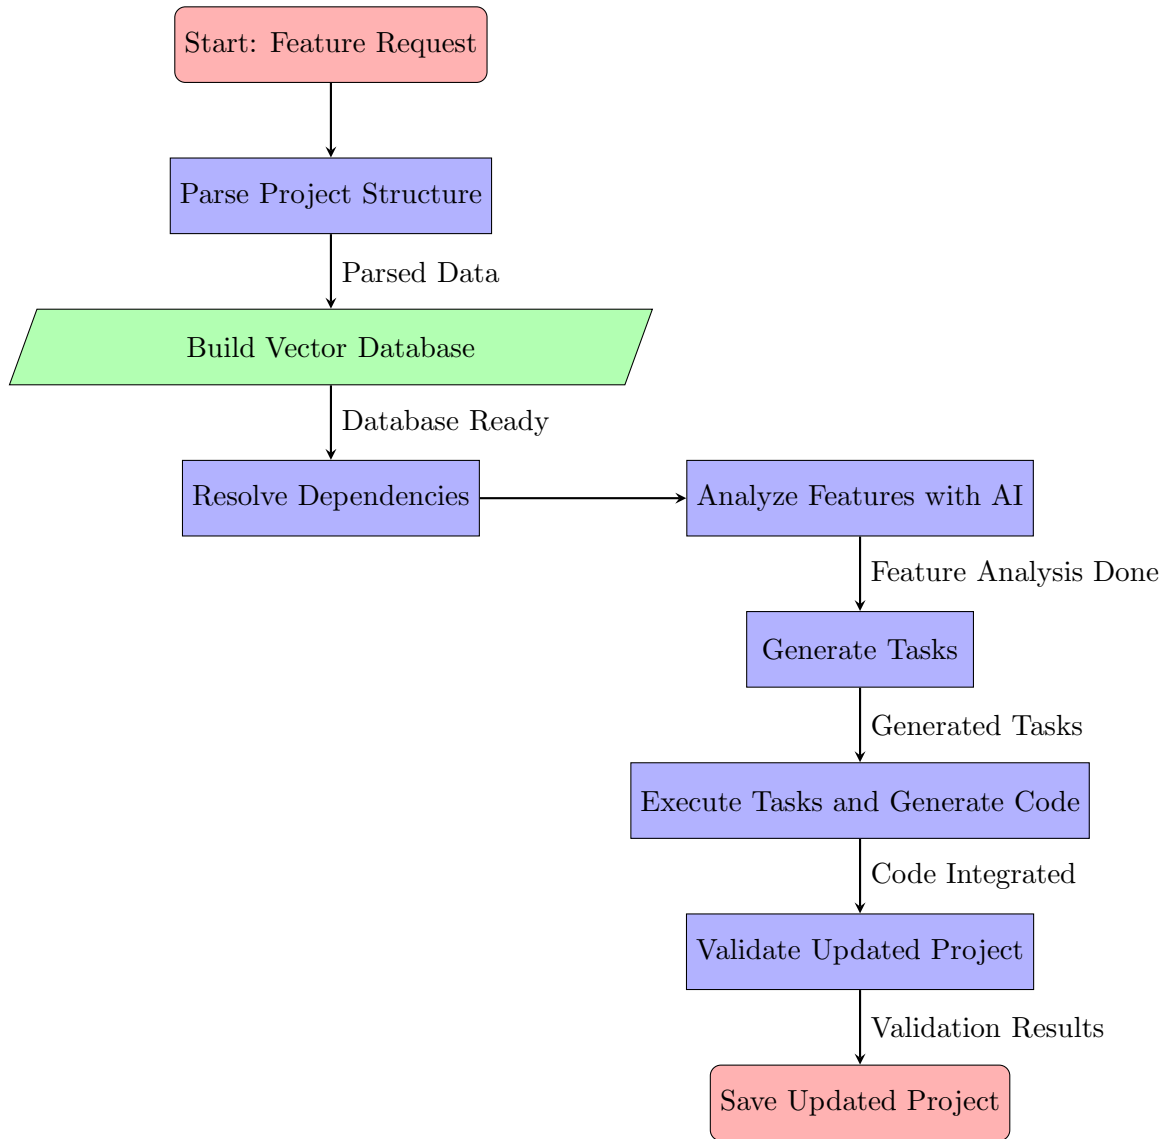 Start: Feature Request
Parse Project Structure
Parsed Data
Build Vector Database
Database Ready
Resolve Dependencies
Analyze Features with AI
Feature Analysis Done
Generate Tasks
Generated Tasks
Execute Tasks and Generate Code
Code Integrated
Validate Updated Project
Validation Results
Save Updated Project